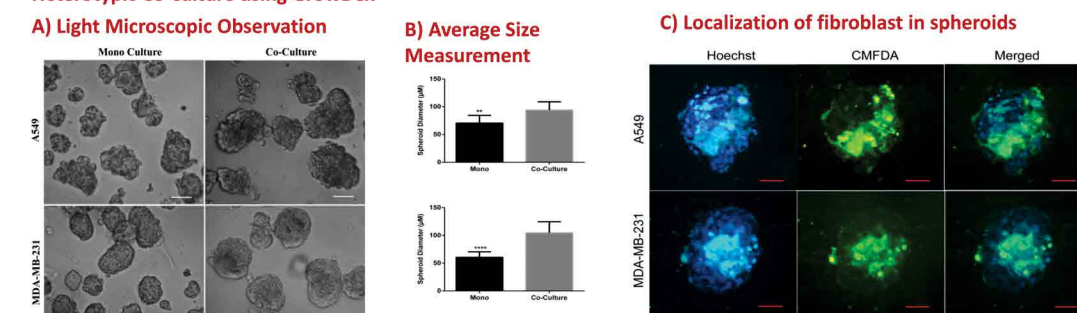 A) Light Microscopic Observation
Mono Culture
Co-Culture
A549
MDA-MB-231
B) Average Size
Measurement
150
100
50
0
Spheroid Diameter (µM)
**
Mono
Co-Culture
150
100
50
0
Spheroid Diameter (µM)
****
Mono
Co-Culture
C) Localization of fibroblast in spheroids
Hoechst
CMFDA
Merged
A549
MDA-MB-231